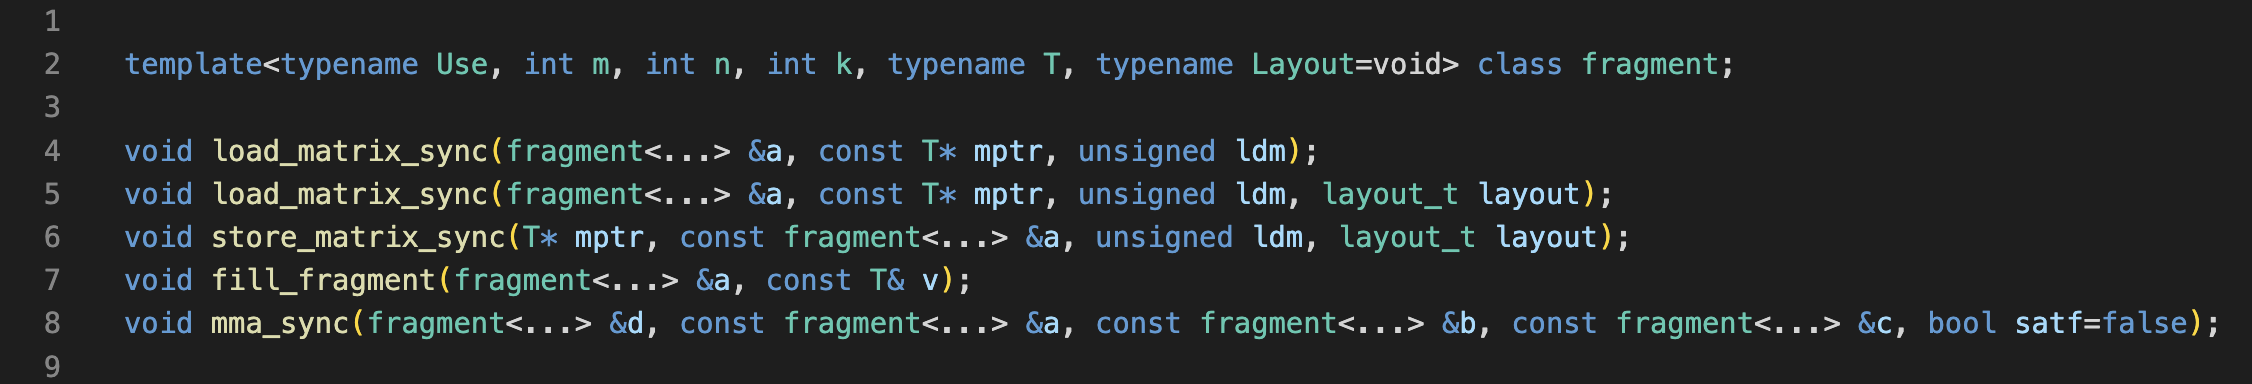 1
2 template<typename Use, int m, int n, int k, typename T, typename Layout=void> class fragment;
3
4 void load_matrix_sync(fragment<...> &a, const T* mptr, unsigned ldm);
5 void load_matrix_sync(fragment<...> &a, const T* mptr, unsigned ldm, layout_t layout);
6 void store_matrix_sync(T* mptr, const fragment<...> &a, unsigned ldm, layout_t layout);
7 void fill_fragment(fragment<...> &a, const T& v);
8 void mma_sync(fragment<...> &d, const fragment<...> &a, const fragment<...> &b, const fragment<...> &c, bool satf=false);
9